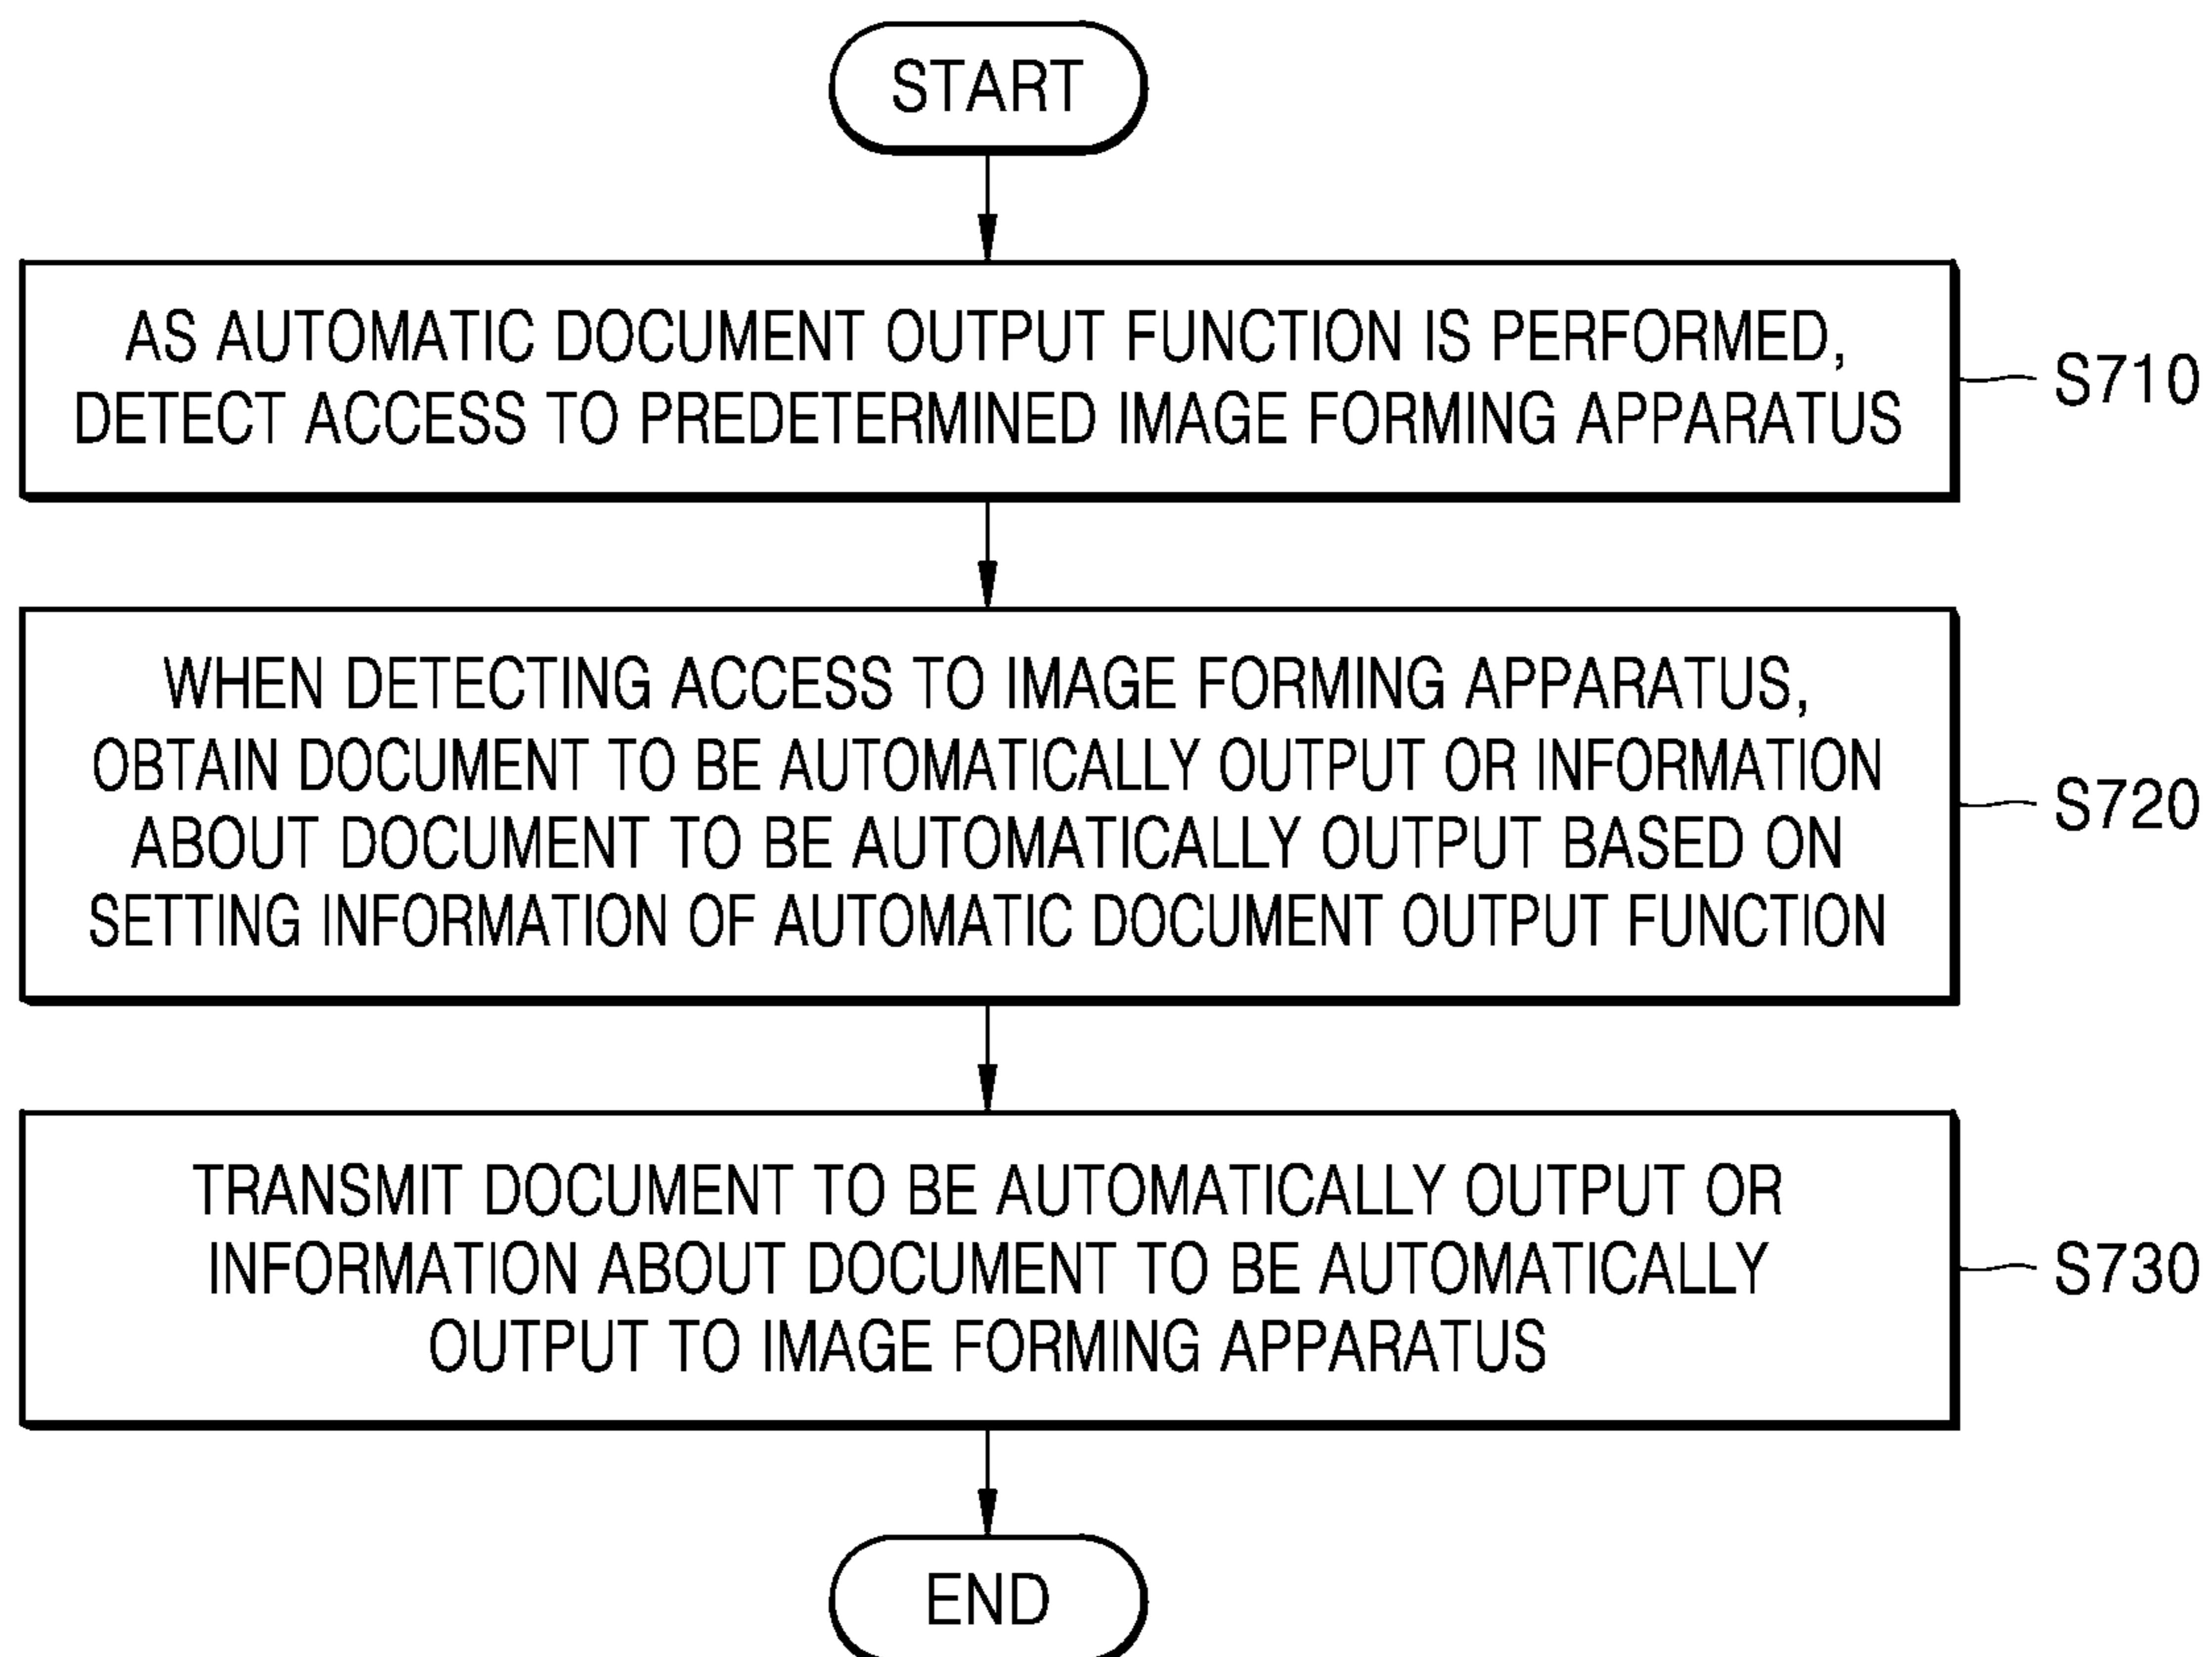 START
AS AUTOMATIC DOCUMENT OUTPUT FUNCTION IS PERFORMED,
DETECT ACCESS TO PREDETERMINED IMAGE FORMING APPARATUS
S710
WHEN DETECTING ACCESS TO IMAGE FORMING APPARATUS,
OBTAIN DOCUMENT TO BE AUTOMATICALLY OUTPUT OR INFORMATION
ABOUT DOCUMENT TO BE AUTOMATICALLY OUTPUT BASED ON
SETTING INFORMATION OF AUTOMATIC DOCUMENT OUTPUT FUNCTION
S720
TRANSMIT DOCUMENT TO BE AUTOMATICALLY OUTPUT OR
INFORMATION ABOUT DOCUMENT TO BE AUTOMATICALLY
OUTPUT TO IMAGE FORMING APPARATUS
S730
END